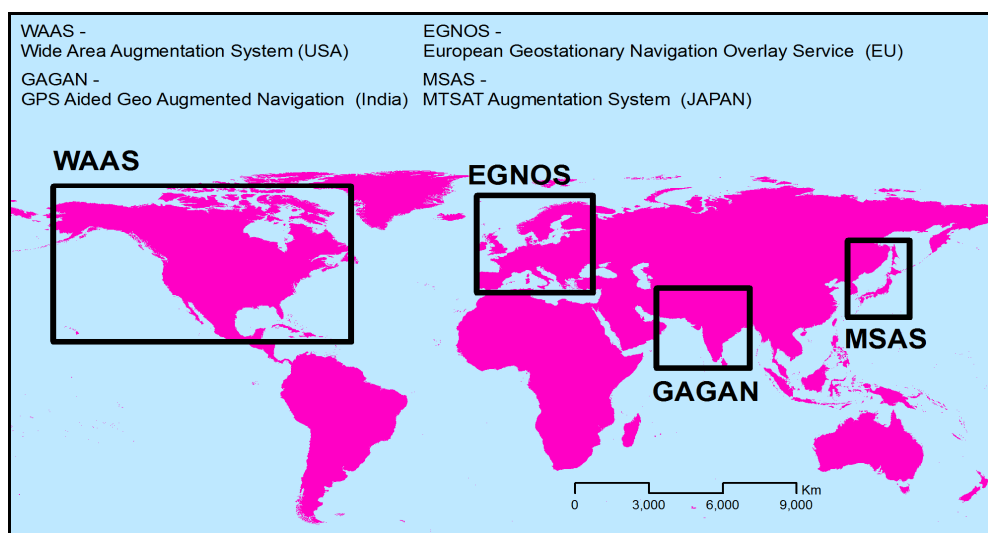 WAAS -
Wide Area Augmentation System (USA)
GAGAN -
GPS Aided Geo Augmented Navigation (India)
EGNOS -
European Geostationary Navigation Overlay Service (EU)
MSAS -
MTSAT Augmentation System (JAPAN)
WAAS
EGNOS
MSAS
GAGAN
Km
0 3,000 6,000 9,000